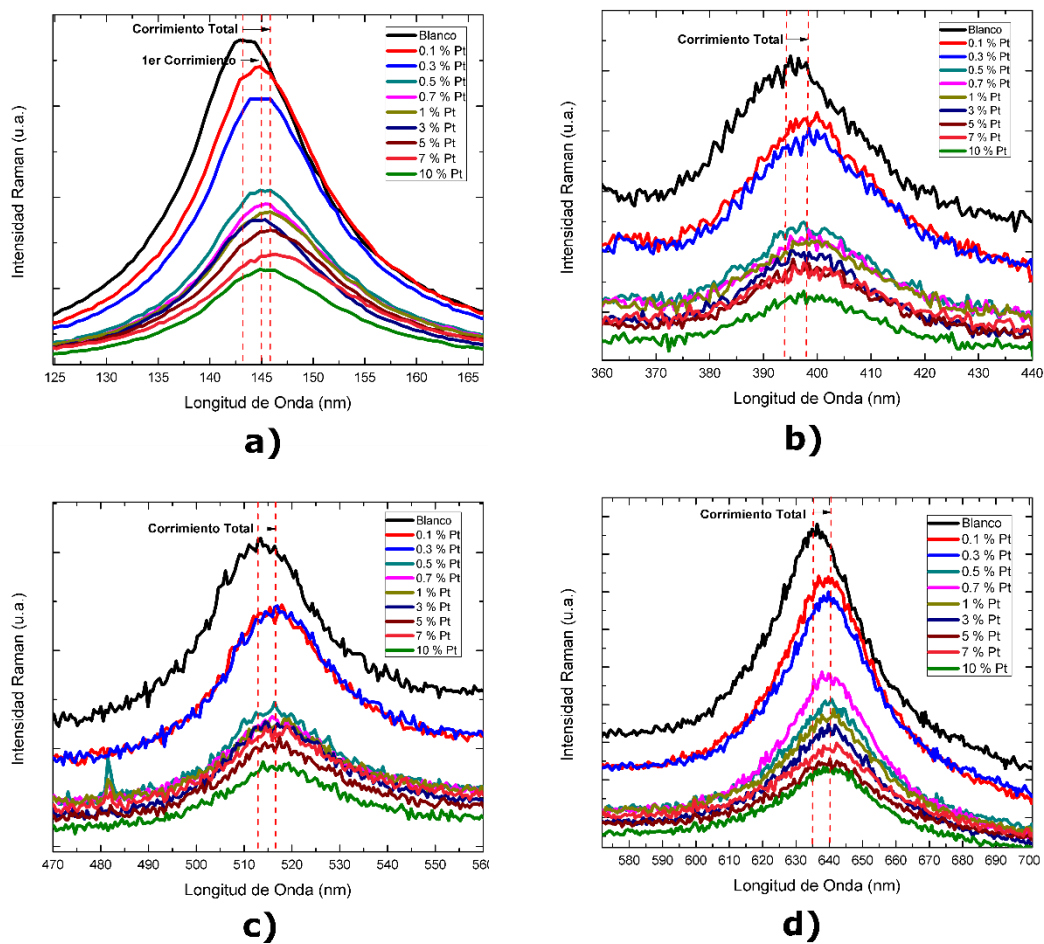 Corrimiento Total
1er Corrimiento
Blanco
0.1 % Pt
0.3 % Pt
0.5 % Pt
0.7 % Pt
1 % Pt
3 % Pt
5 % Pt
7 % Pt
10 % Pt
Intensidad Raman (u.a.)
125 130 135 140 145 150 155 160 165
Longitud de Onda (nm)
a)
Corrimiento Total
Blanco
0.1 % Pt
0.3 % Pt
0.5 % Pt
0.7 % Pt
1 % Pt
3 % Pt
5 % Pt
7 % Pt
10 % Pt
Intensidad Raman (u.a.)
360 370 380 390 400 410 420 430 440
Longitud de Onda (nm)
b)
Corrimiento Total
Blanco
0.1 % Pt
0.3 % Pt
0.5 % Pt
0.7 % Pt
1 % Pt
3 % Pt
5 % Pt
7 % Pt
10 % Pt
Intensidad Raman (u.a.)
470 480 490 500 510 520 530 540 550 560
Longitud de Onda (nm)
c)
Corrimiento Total
Blanco
0.1 % Pt
0.3 % Pt
0.5 % Pt
0.7 % Pt
1 % Pt
3 % Pt
5 % Pt
7 % Pt
10 % Pt
Intensidad Raman (u.a.)
580 590 600 610 620 630 640 650 660 670 680 690 700
Longitud de Onda (nm)
d)